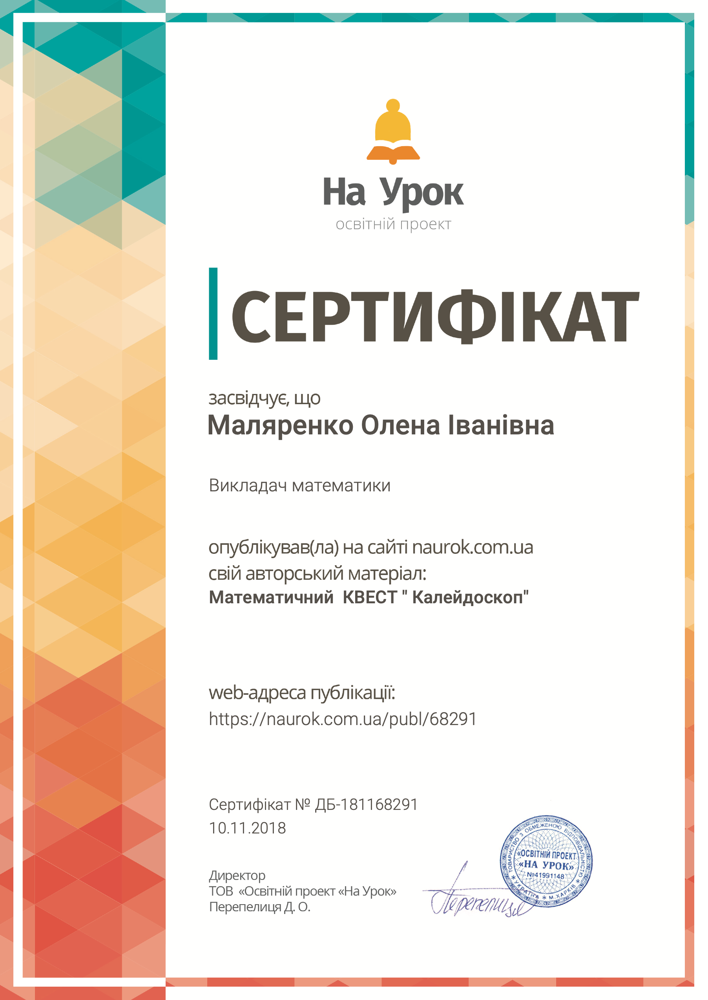 На Урок
освітній проект
СЕРТИФІКАТ
засвідчує, що
Маляренко Олена Іванівна
Викладач математики
опублікував(ла) на сайті naurok.com.ua
свій авторський матеріал:
Математичний  КВЕСТ " Калейдоскоп"
web-адреса публікації:
https://naurok.com.ua/publ/68291
Сертифікат № ДБ-181168291
10.11.2018
Директор
ТОВ  «Освітній проект «На Урок»
Перепелиця Д. О.
Перепелиця
ТОВАРИСТВО З ОБМЕЖЕНОЮ ВІДПОВІДАЛЬНІСТЮ
«ОСВІТНІЙ ПРОЕКТ
«НА УРОК»
№41991148
* УКРАЇНА * М.ХАРКІВ *